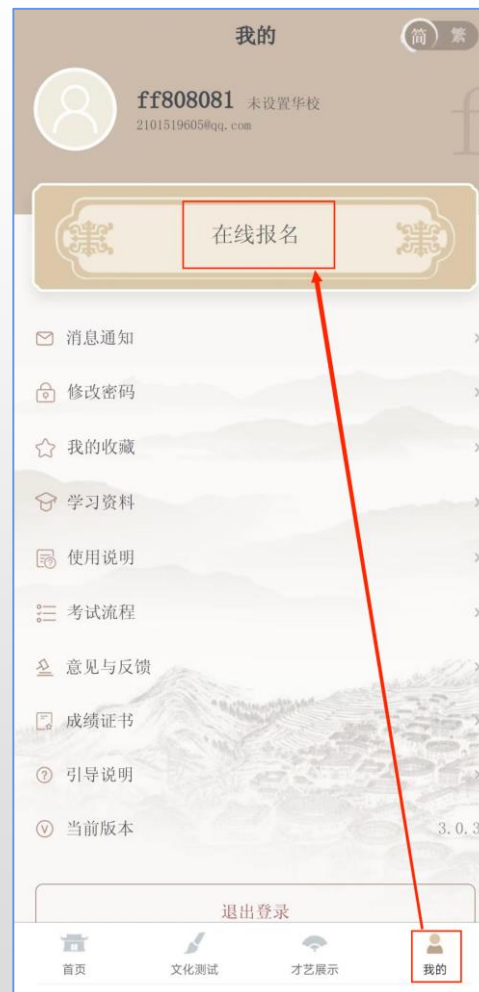 我的
简 繁
ff808081 未设置华校
2101519605@qq.com
在线报名
消息通知
修改密码
我的收藏
学习资料
使用说明
考试流程
意见与反馈
成绩证书
引导说明
当前版本 3.0.3
退出登录
首页 文化测试 才艺展示 我的